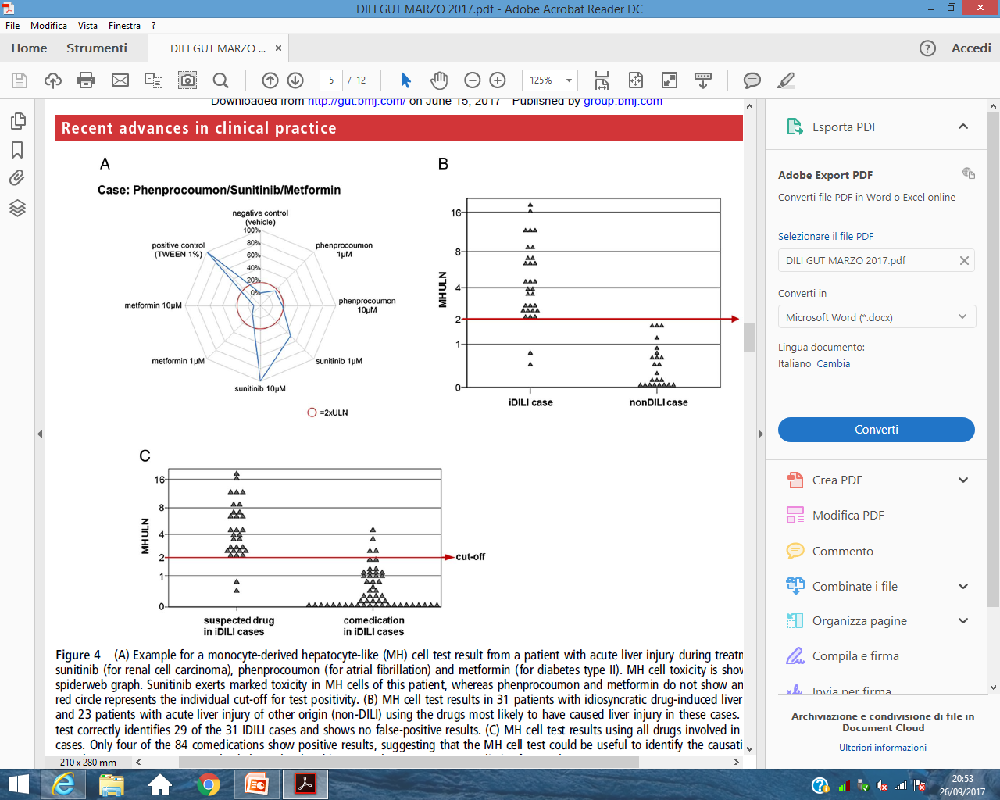 DILI GUT MARZO 2017.pdf - Adobe Acrobat Reader DC
File Modifica Vista Finestra ?
Home Strumenti DILI GUT MARZO ... × Accedi
5 / 12 125%
Downloaded from http://gut.bmj.com/ on June 15, 2017 - Published by group.bmj.com
Recent advances in clinical practice
A
Case: Phenprocoumon/Sunitinib/Metformin
negative control
(vehicle)
100%
80%
60%
40%
20%
0%
phenprocoumon
1µM
phenprocoumon
10µM
sunitinib 1µM
sunitinib 10µM
metformin 1µM
metformin 10µM
positive control
(TWEEN 1%)
=2xULN
B
MH ULN
16
8
4
2
1
0
iDILI case
nonDILI case
C
MH ULN
16
8
4
2
1
0
cut-off
suspected drug
in iDILI cases
comedication
in iDILI cases
Figure 4 (A) Example for a monocyte-derived hepatocyte-like (MH) cell test result from a patient with acute liver injury during treatm
sunitinib (for renal cell carcinoma), phenprocoumon (for atrial fibrillation) and metformin (for diabetes type II). MH cell toxicity is show
spiderweb graph. Sunitinib exerts marked toxicity in MH cells of this patient, whereas phenprocoumon and metformin do not show an
red circle represents the individual cut-off for test positivity. (B) MH cell test results in 31 patients with idiosyncratic drug-induced liver
and 23 patients with acute liver injury of other origin (non-DILI) using the drugs most likely to have caused liver injury in these cases.
test correctly identifies 29 of the 31 IDILI cases and shows no false-positive results. (C) MH cell test results using all drugs involved in
cases. Only four of the 84 comedications show positive results, suggesting that the MH cell test could be useful to identify the causati
210 x 280 mm
Esporta PDF
Adobe Export PDF
Converti file PDF in Word o Excel online
Selezionare il file PDF
DILI GUT MARZO 2017.pdf
Converti in
Microsoft Word (*.docx)
Lingua documento:
Italiano Cambia
Converti
Crea PDF
Modifica PDF
Commento
Combinate i file
Organizza pagine
Compila e firma
Invia per firma
Archiviazione e condivisione di file in
Document Cloud
Ulteriori informazioni
20:53
26/09/2017